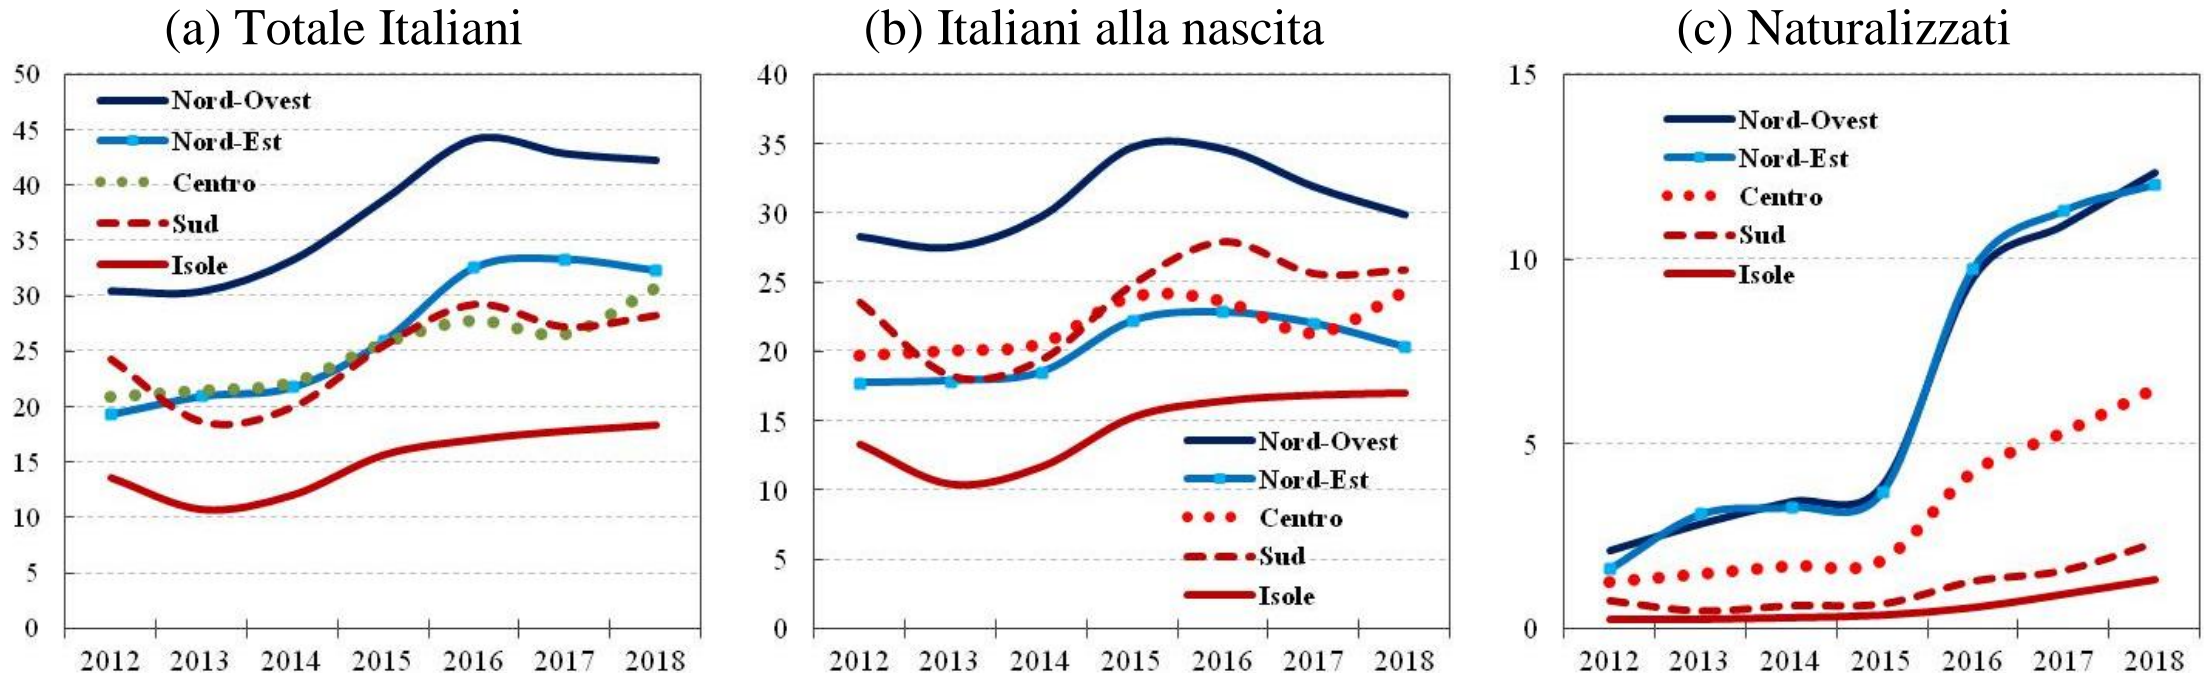 (a) Totale Italiani
50
45
40
35
30
25
20
15
10
5
0
Nord-Ovest
Nord-Est
Centro
Sud
Isole
2012 2013 2014 2015 2016 2017 2018
(b) Italiani alla nascita
40
35
30
25
20
15
10
5
0
Nord-Ovest
Nord-Est
Centro
Sud
Isole
2012 2013 2014 2015 2016 2017 2018
(c) Naturalizzati
15
10
5
0
Nord-Ovest
Nord-Est
Centro
Sud
Isole
2012 2013 2014 2015 2016 2017 2018